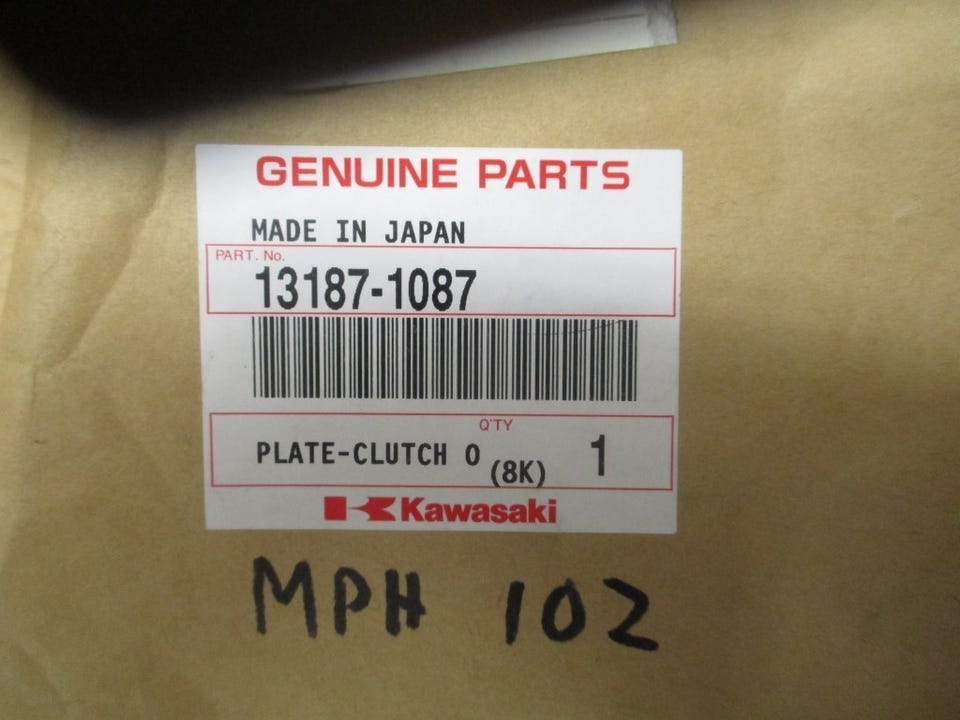 GENUINE PARTS
MADE IN JAPAN
PART. No.
13187-1087
Q'TY
PLATE-CLUTCH O (8K) 1
Kawasaki
MPH 102